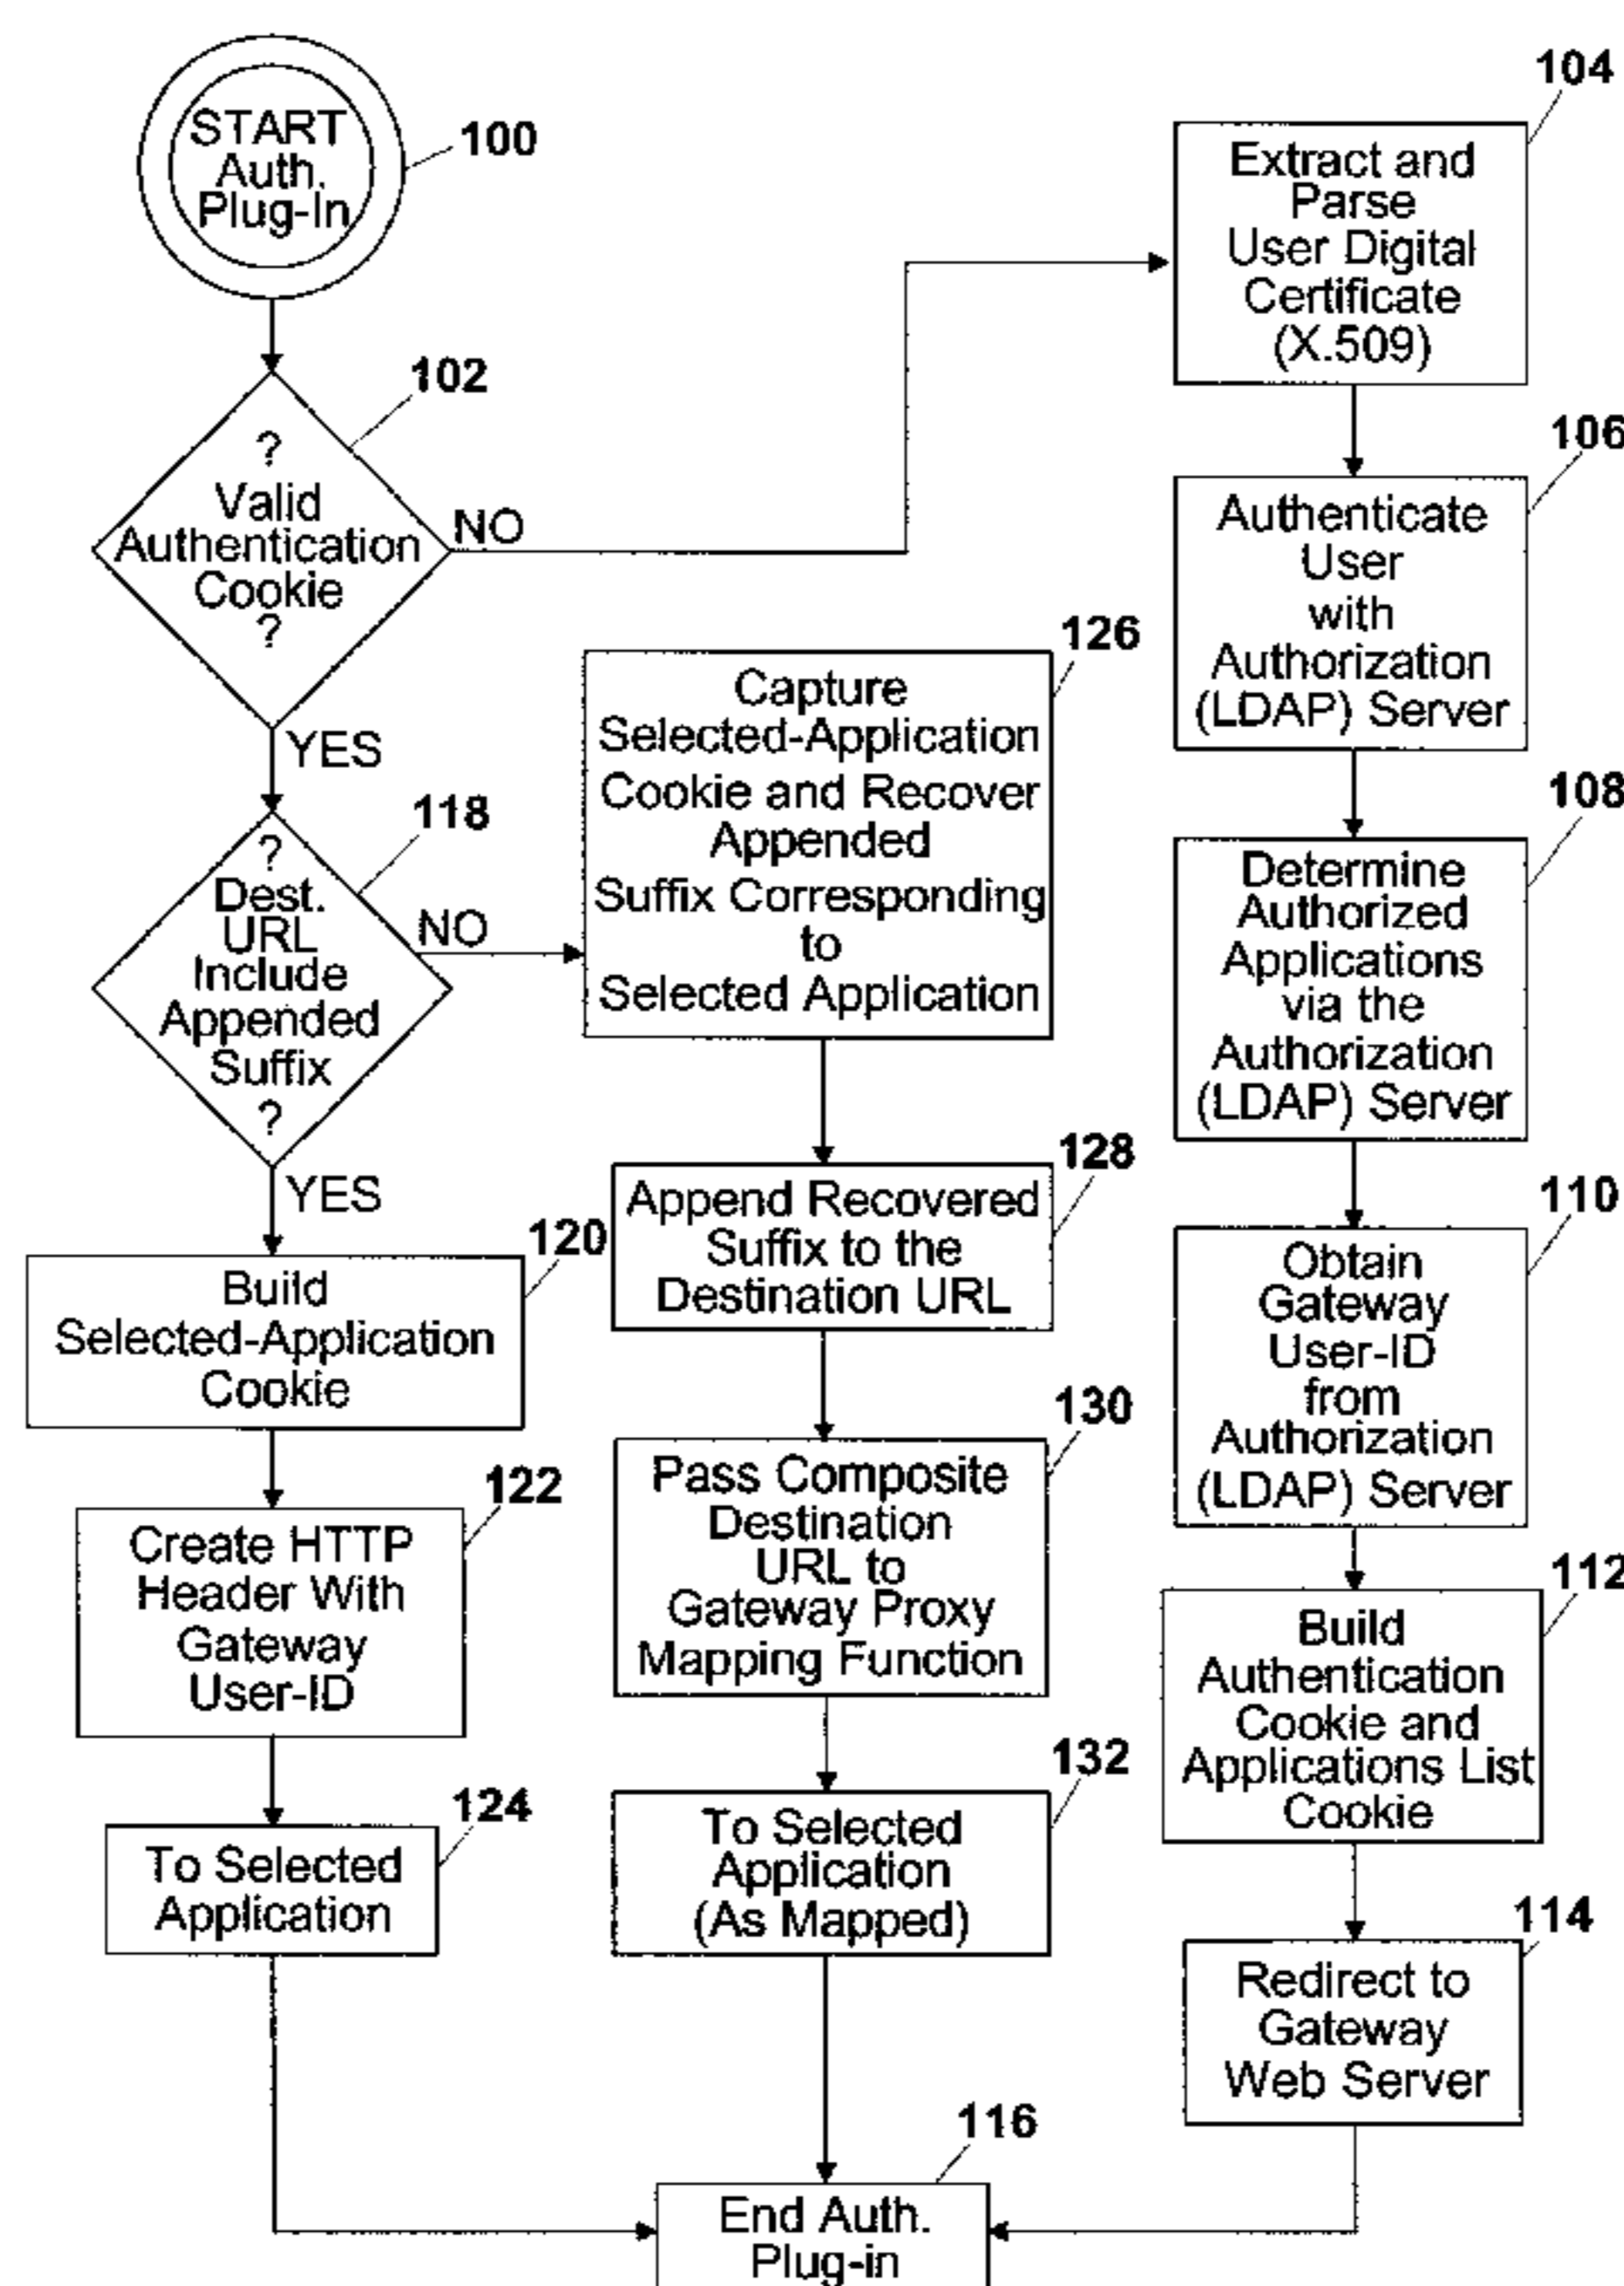 START
Auth.
Plug-In
100
102
?
Valid
Authentication
Cookie
?
NO
YES
118
?
Dest.
URL
Include
Appended
Suffix
?
NO
YES
120
Build
Selected-Application
Cookie
122
Create HTTP
Header With
Gateway
User-ID
124
To Selected
Application
126
Capture
Selected-Application
Cookie and Recover
Appended
Suffix Corresponding
to
Selected Application
128
Append Recovered
Suffix to the
Destination URL
130
Pass Composite
Destination
URL to
Gateway Proxy
Mapping Function
132
To Selected
Application
(As Mapped)
104
Extract and
Parse
User Digital
Certificate
(X.509)
106
Authenticate
User
with
Authorization
(LDAP) Server
108
Determine
Authorized
Applications
via the
Authorization
(LDAP) Server
110
Obtain
Gateway
User-ID
from
Authorization
(LDAP) Server
112
Build
Authentication
Cookie and
Applications List
Cookie
114
Redirect to
Gateway
Web Server
116
End Auth.
Plug-in